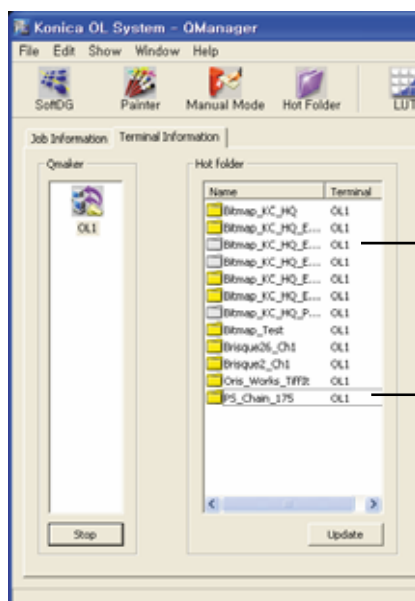 Konica OL System - QManager
File Edit Show Window Help
SoftDG Painter Manual Mode Hot Folder LUT
Job Information Terminal Information
Qmaker Hot folder
Name Terminal
OL1
Bitmap_KC_HQ OL1
Bitmap_KC_HQ_E... OL1
Bitmap_KC_HQ_E... OL1
Bitmap_KC_HQ_E... OL1
Bitmap_KC_HQ_E... OL1
Bitmap_KC_HQ_E... OL1
Bitmap_KC_HQ_P... OL1
Bitmap_Test OL1
Brisque26_Ch1 OL1
Brisque2_Ch1 OL1
Oris_Works_TiffIt OL1
PS_Chain_175 OL1
Stop Update